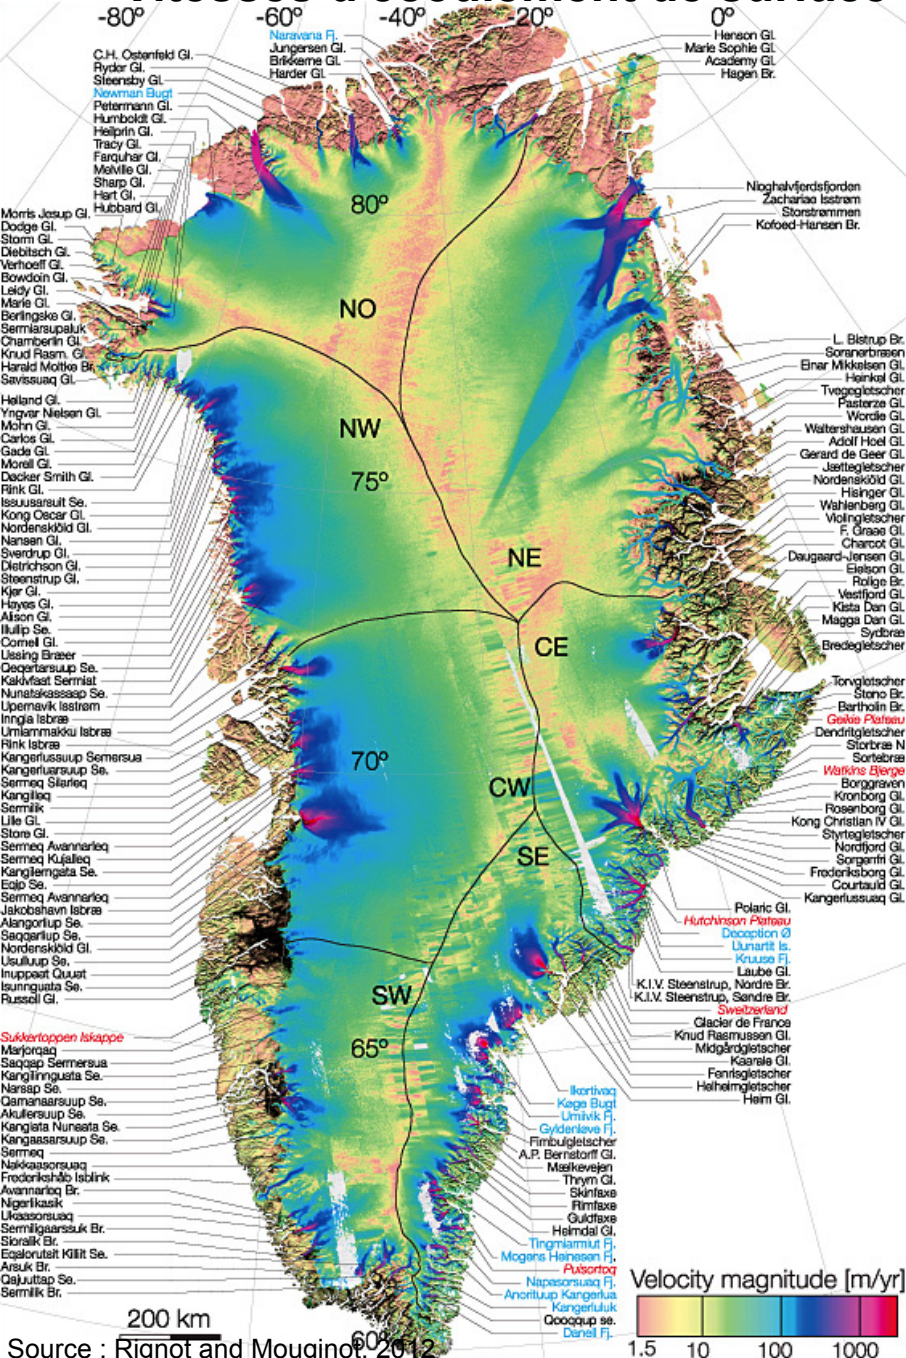 -80º
-60º
-40º
-20º
0º
Naravana Fj.
Jungersen Gl.
Brikkerne Gl.
Harder Gl.
Henson Gl.
Marie Sophie Gl.
Academy Gl.
Hagen Br.
C.H. Ostenfeld Gl.
Ryder Gl.
Steensby Gl.
Newman Bugt
Petermann Gl.
Humboldt Gl.
Heilprin Gl.
Tracy Gl.
Farquhar Gl.
Melville Gl.
Sharp Gl.
Hart Gl.
Hubbard Gl.
Morris Jesup Gl.
Dodge Gl.
Storm Gl.
Diebitsch Gl.
Verhoeff Gl.
Bowdoin Gl.
Leidy Gl.
Marie Gl.
Berlingske Gl.
Sermiarsupaluk
Chamberlin Gl.
Knud Rasm. Gl.
Harald Moltke Br.
Savissuaq Gl.
Helland Gl.
Yngvar Nielsen Gl.
Mohn Gl.
Carlos Gl.
Gade Gl.
Morell Gl.
Døcker Smith Gl.
Rink Gl.
Issuusarsuit Se.
Kong Oscar Gl.
Nordenskiöld Gl.
Nansen Gl.
Sverdrup Gl.
Dietrichson Gl.
Steenstrup Gl.
Kjer Gl.
Hayes Gl.
Alison Gl.
Illullip Se.
Cornell Gl.
Ussing Bræer
Qeqertarsuup Se.
Kakivfaat Sermiat
Nunatakassaap Se.
Upernavik Isstrøm
Inngia Isbræ
Umiammakku Isbræ
Rink Isbræ
Kangerlussuup Semersua
Kangerluarsuup Se.
Sermeq Silarleq
Kangilleq
Sermilik
Lille Gl.
Store Gl.
Sermeq Avannarleq
Sermeq Kujalleq
Kangilerngata Se.
Eqip Se.
Sermeq Avannarleq
Jakobshavn Isbræ
Alangorliup Se.
Saqqarliup Se.
Nordenskiöld Gl.
Usulluup Se.
Inuppaat Quuat
Isunnguata Se.
Russell Gl.
Sukkertoppen Iskappe
Marjorqaq
Saqqap Sermersua
Kangilinnguata Se.
Narsap Se.
Qamanaarsuup Se.
Akullersuup Se.
Kangiata Nunaata Se.
Kangaasarsuup Se.
Sermeq
Nakkaasorsuaq
Frederikshåb Isblink
Avannarleq Br.
Nigerlikasik
Ukaasorsuaq
Sermiligaarssuk Br.
Sioralik Br.
Eqalorutsit Killiit Se.
Arsuk Br.
Qajuuttap Se.
Sermilik Br.
80º
NO
NW
75º
NE
CE
70º
CW
SE
SW
65º
60º
Nioghalvfjerdsfjorden
Zachariae Isstrøm
Storstrømmen
Kofoed-Hansen Br.
L. Bistrup Br.
Soranerbræen
Einar Mikkelsen Gl.
Heinkel Gl.
Tvegegletscher
Pasterze Gl.
Wordie Gl.
Waltershausen Gl.
Adolf Hoel Gl.
Gerard de Geer Gl.
Jættegletscher
Nordenskiöld Gl.
Hisinger Gl.
Wahlenberg Gl.
Violingletscher
F. Graae Gl.
Charcot Gl.
Daugaard-Jensen Gl.
Eielson Gl.
Rolige Br.
Vestfjord Gl.
Kista Dan Gl.
Magga Dan Gl.
Sydbræ
Bredegletscher
Torvgletscher
Steno Br.
Bartholin Br.
Geikie Plateau
Dendritgletscher
Storbræ N
Sortebræ
Watkins Bjerge
Borggraven
Kronborg Gl.
Rosenborg Gl.
Kong Christian IV Gl.
Styrtegletscher
Nordfjord Gl.
Sorgenfri Gl.
Frederiksborg Gl.
Courtauld Gl.
Kangerlussuaq Gl.
Polaric Gl.
Hutchinson Plateau
Deception Ø
Uunartit Is.
Kruuse Fj.
Laube Gl.
K.I.V. Steenstrup, Nordre Br.
K.I.V. Steenstrup, Søndre Br.
Sweitzerland
Glacier de France
Knud Rasmussen Gl.
Midgårdgletscher
Kaarale Gl.
Fenrisgletscher
Helheimgletscher
Heim Gl.
Ikertivaq
Køge Bugt
Umiivik Fj.
Gyldenløve Fj.
Fimbulgletscher
A.P. Bernstorff Gl.
Mælkevejen
Thrym Gl.
Skinfaxe
Rimfaxe
Guldfaxe
Heimdal Gl.
Tingmiarmiut Fj.
Mogens Heinesen Fj.
Puisortoq
Napasorsuaq Fj.
Anorituup Kangerlua
Kangerluluk
Qooqqup se.
Danell Fj.
Velocity magnitude [m/yr]
1.5 10 100 1000
200 km
Source : Rignot and Mouginot, 2012